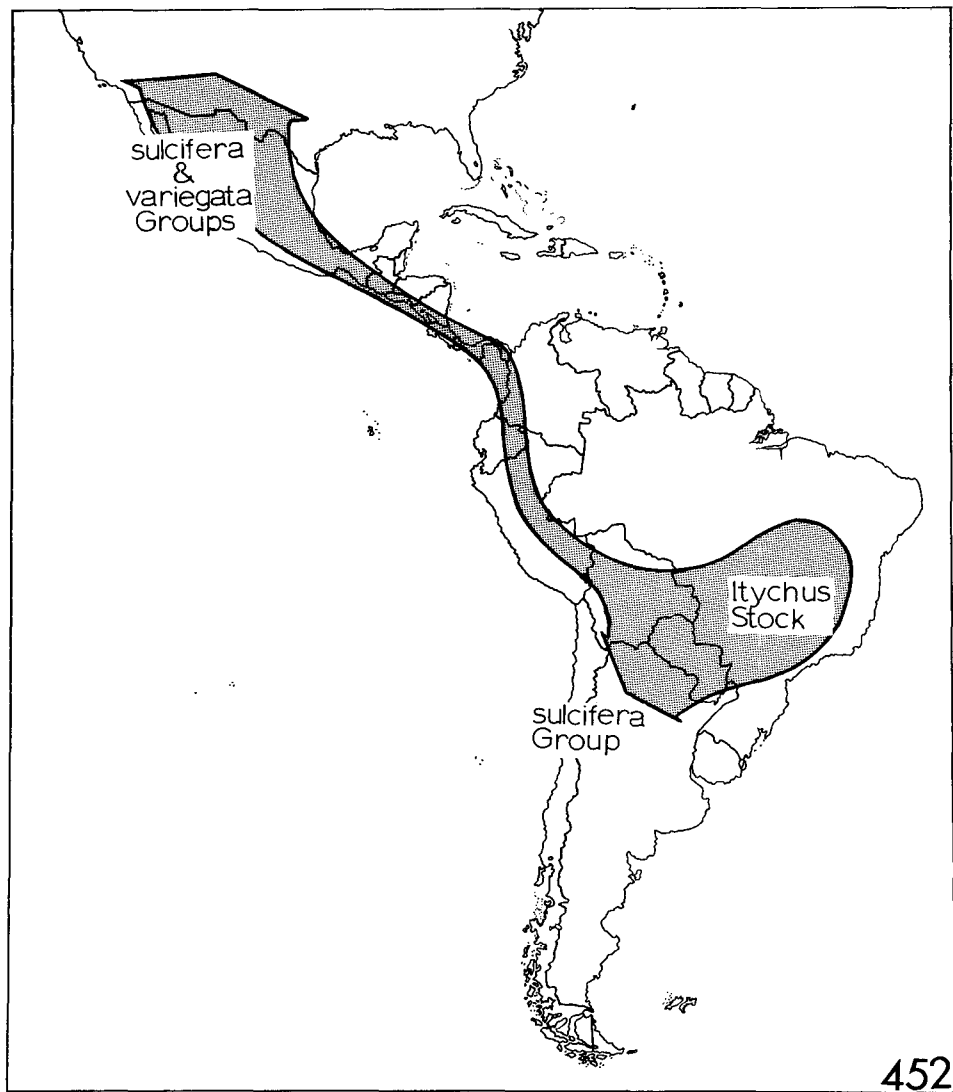 sulcifera
&
variegata
Groups
Itychus
Stock
sulcifera
Group
452